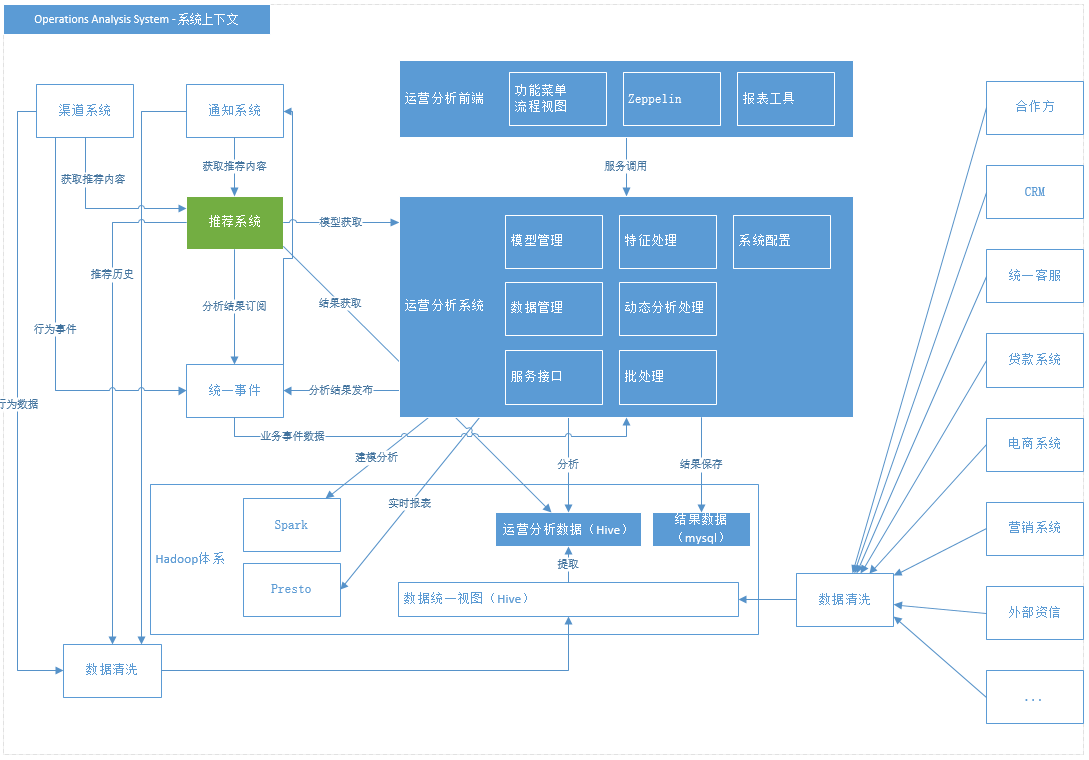 Operations Analysis System - 系统上下文
渠道系统
通知系统
运营分析前端
功能菜单
流程视图
Zeppelin
报表工具
合作方
获取推荐内容
获取推荐内容
服务调用
CRM
推荐系统
模型获取
推荐历史
结果获取
分析结果订阅
行为事件
行为数据
统一事件
分析结果发布
业务事件数据
运营分析系统
模型管理
特征处理
系统配置
数据管理
动态分析处理
服务接口
批处理
统一客服
贷款系统
电商系统
营销系统
外部资信
...
建模分析
实时报表
分析
结果保存
Hadoop体系
Spark
Presto
运营分析数据（Hive）
结果数据
（mysql）
提取
数据统一视图（Hive）
数据清洗
数据清洗